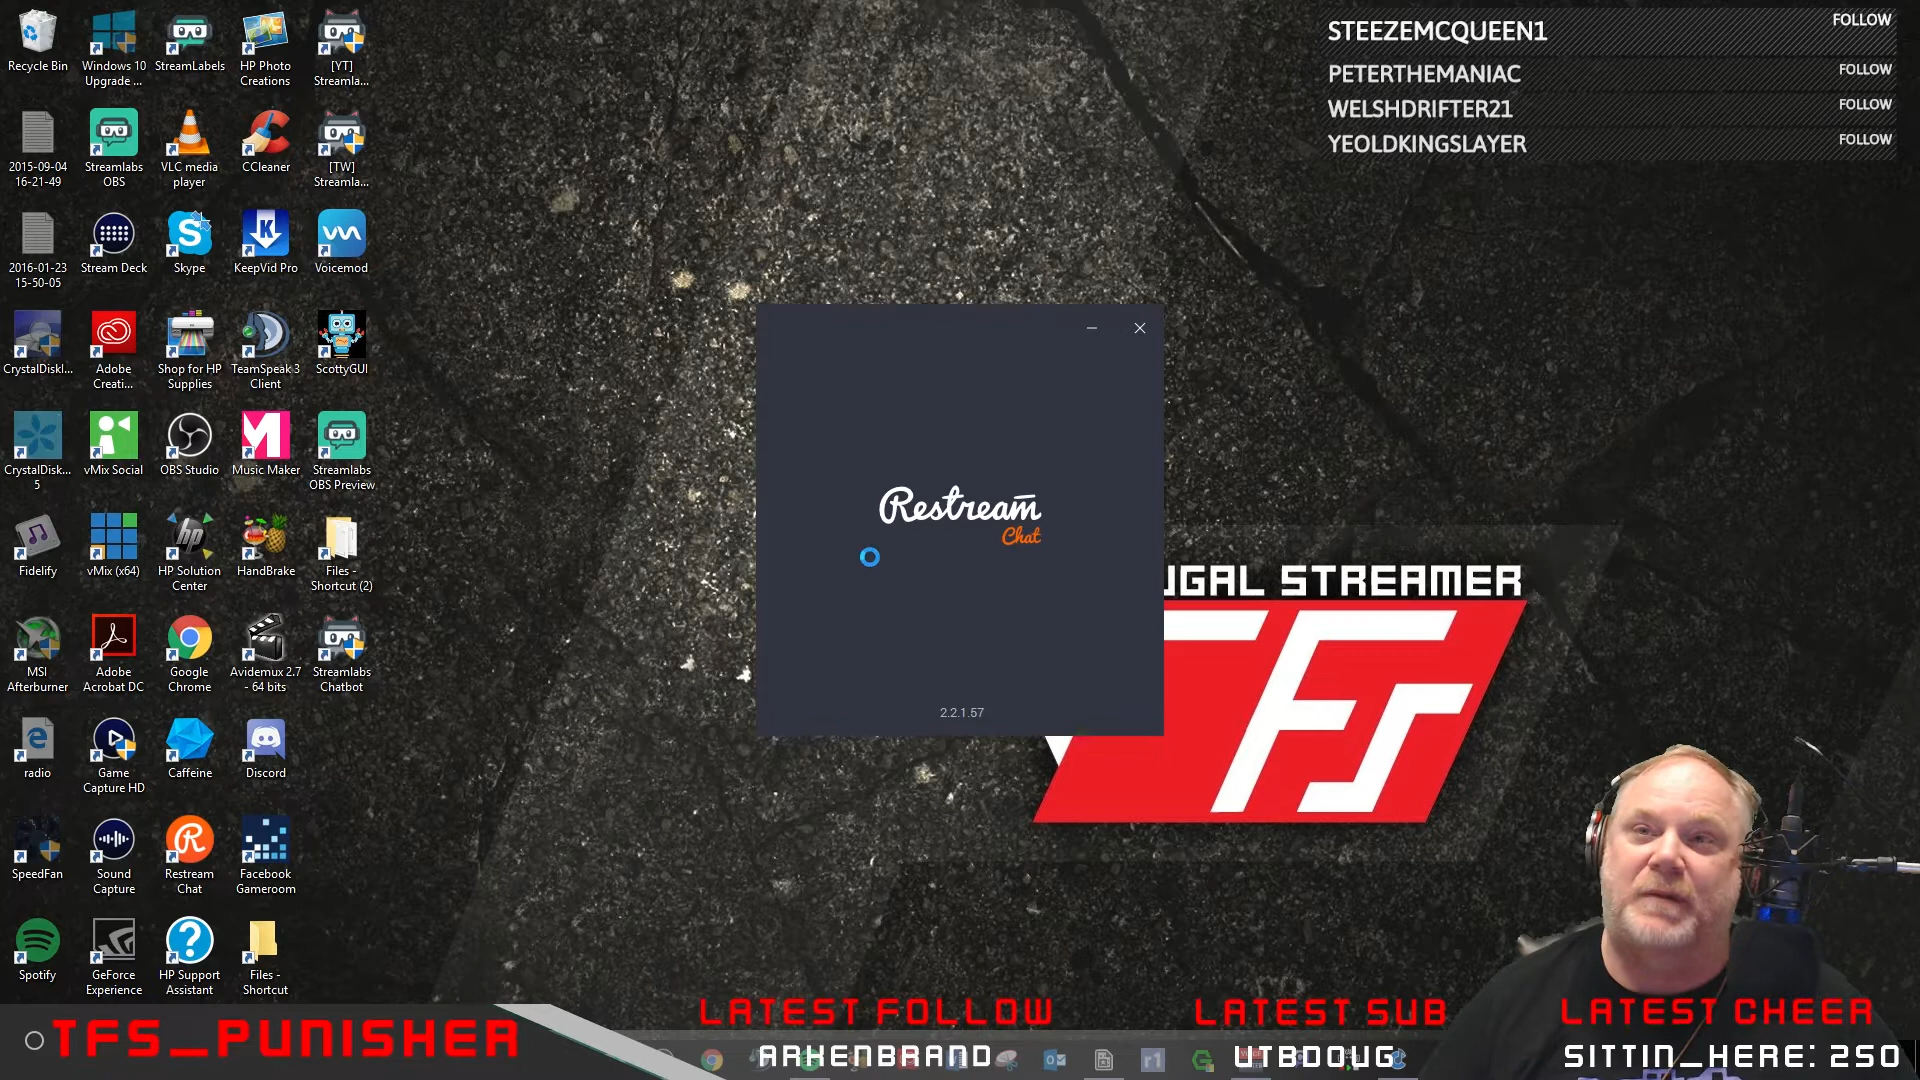 STEEZEMCQUEEN1 FOLLOW
PETERTHEMANIAC FOLLOW
WELSHDRIFTER21 FOLLOW
YEOLDKINGSLAYER FOLLOW
Recycle Bin
Windows 10
Upgrade ...
StreamLabels
HP Photo
Creations
[YT]
Streamla...
2015-09-04
16-21-49
Streamlabs
OBS
VLC media
player
CCleaner
[TW]
Streamla...
2016-01-23
15-50-05
Stream Deck
Skype
KeepVid Pro
Voicemod
CrystalDiskI...
Adobe
Creati...
Shop for HP
Supplies
TeamSpeak 3
Client
ScottyGUI
CrystalDisk...
5
vMix Social
OBS Studio
Music Maker
Streamlabs
OBS Preview
Fidelify
vMix (x64)
HP Solution
Center
HandBrake
Files -
Shortcut (2)
MSI
Afterburner
Adobe
Acrobat DC
Google
Chrome
Avidemux 2.7
- 64 bits
Streamlabs
Chatbot
radio
Game
Capture HD
Caffeine
Discord
SpeedFan
Sound
Capture
Restream
Chat
Facebook
Gameroom
Spotify
GeForce
Experience
HP Support
Assistant
Files -
Shortcut
Restream
Chat
2.2.1.57
UGAL STREAMER
TFS
TFS_PUNISHER
LATEST FOLLOW
ARKENBRAND
LATEST SUB
UTBDOUG
LATEST CHEER
SITTIN_HERE: 250